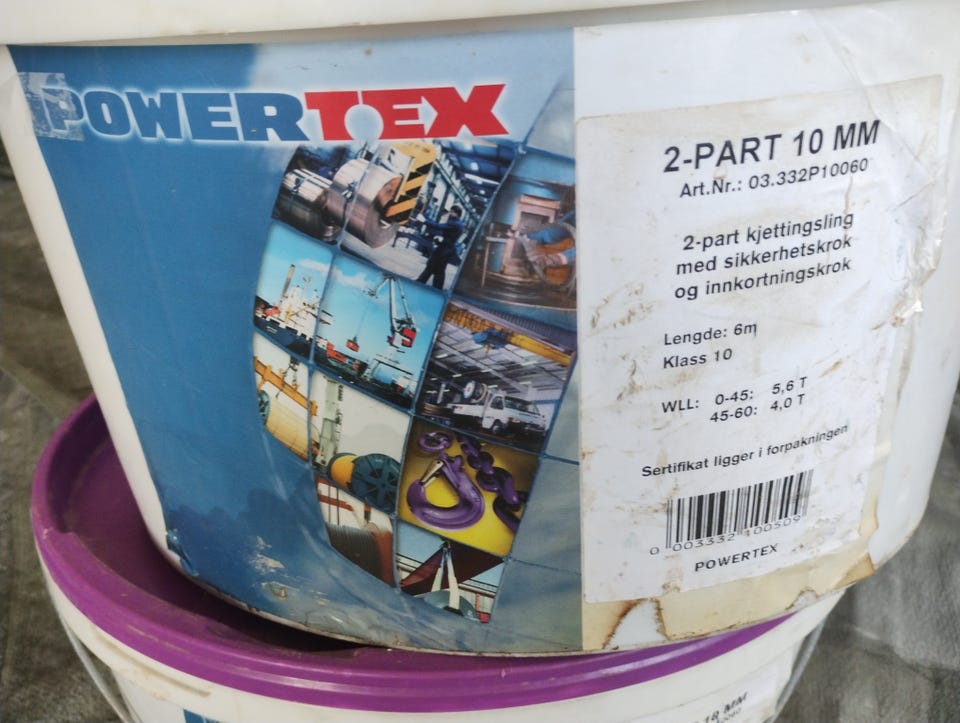 POWERTEX
2-PART 10 MM
Art.Nr.: 03.332P10060
2-part kjettingsling
med sikkerhetskrok
og innkortningskrok
Lengde: 6m
Klass 10
WLL: 0-45: 5,6 T
45-60: 4,0 T
Sertifikat ligger i forpakningen
0 003332 100509
POWERTEX
MM